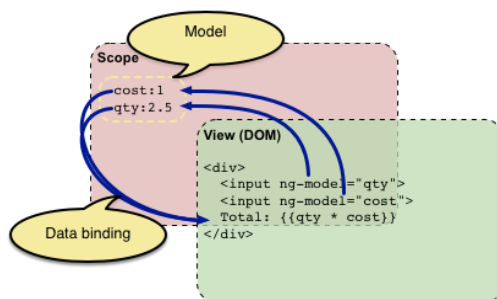 Model
Scope
cost:1
qty:2.5
View (DOM)
<div>
<input ng-model="qty">
<input ng-model="cost">
Total: {{qty * cost}}
</div>
Data binding